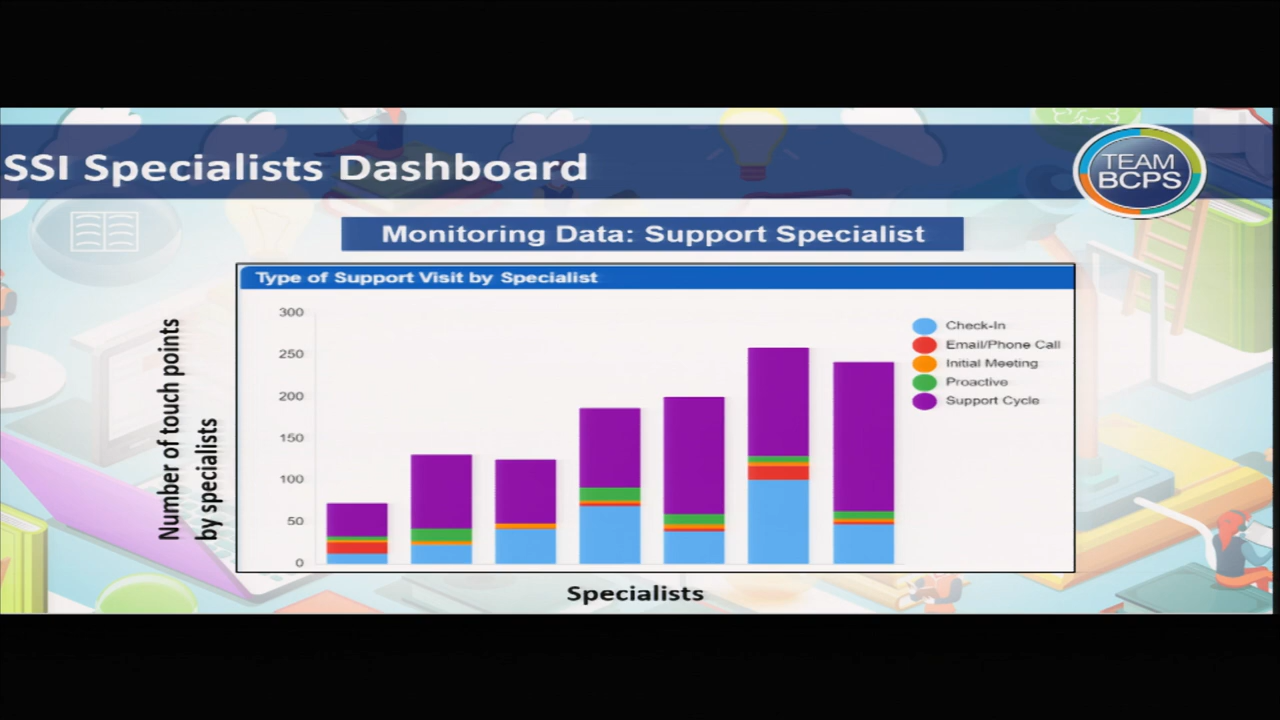 SSI Specialists Dashboard
TEAM
BCPS
Monitoring Data: Support Specialist
Type of Support Visit by Specialist
Number of touch points
by specialists
300
250
200
150
100
50
0
Check-In
Email/Phone Call
Initial Meeting
Proactive
Support Cycle
Specialists